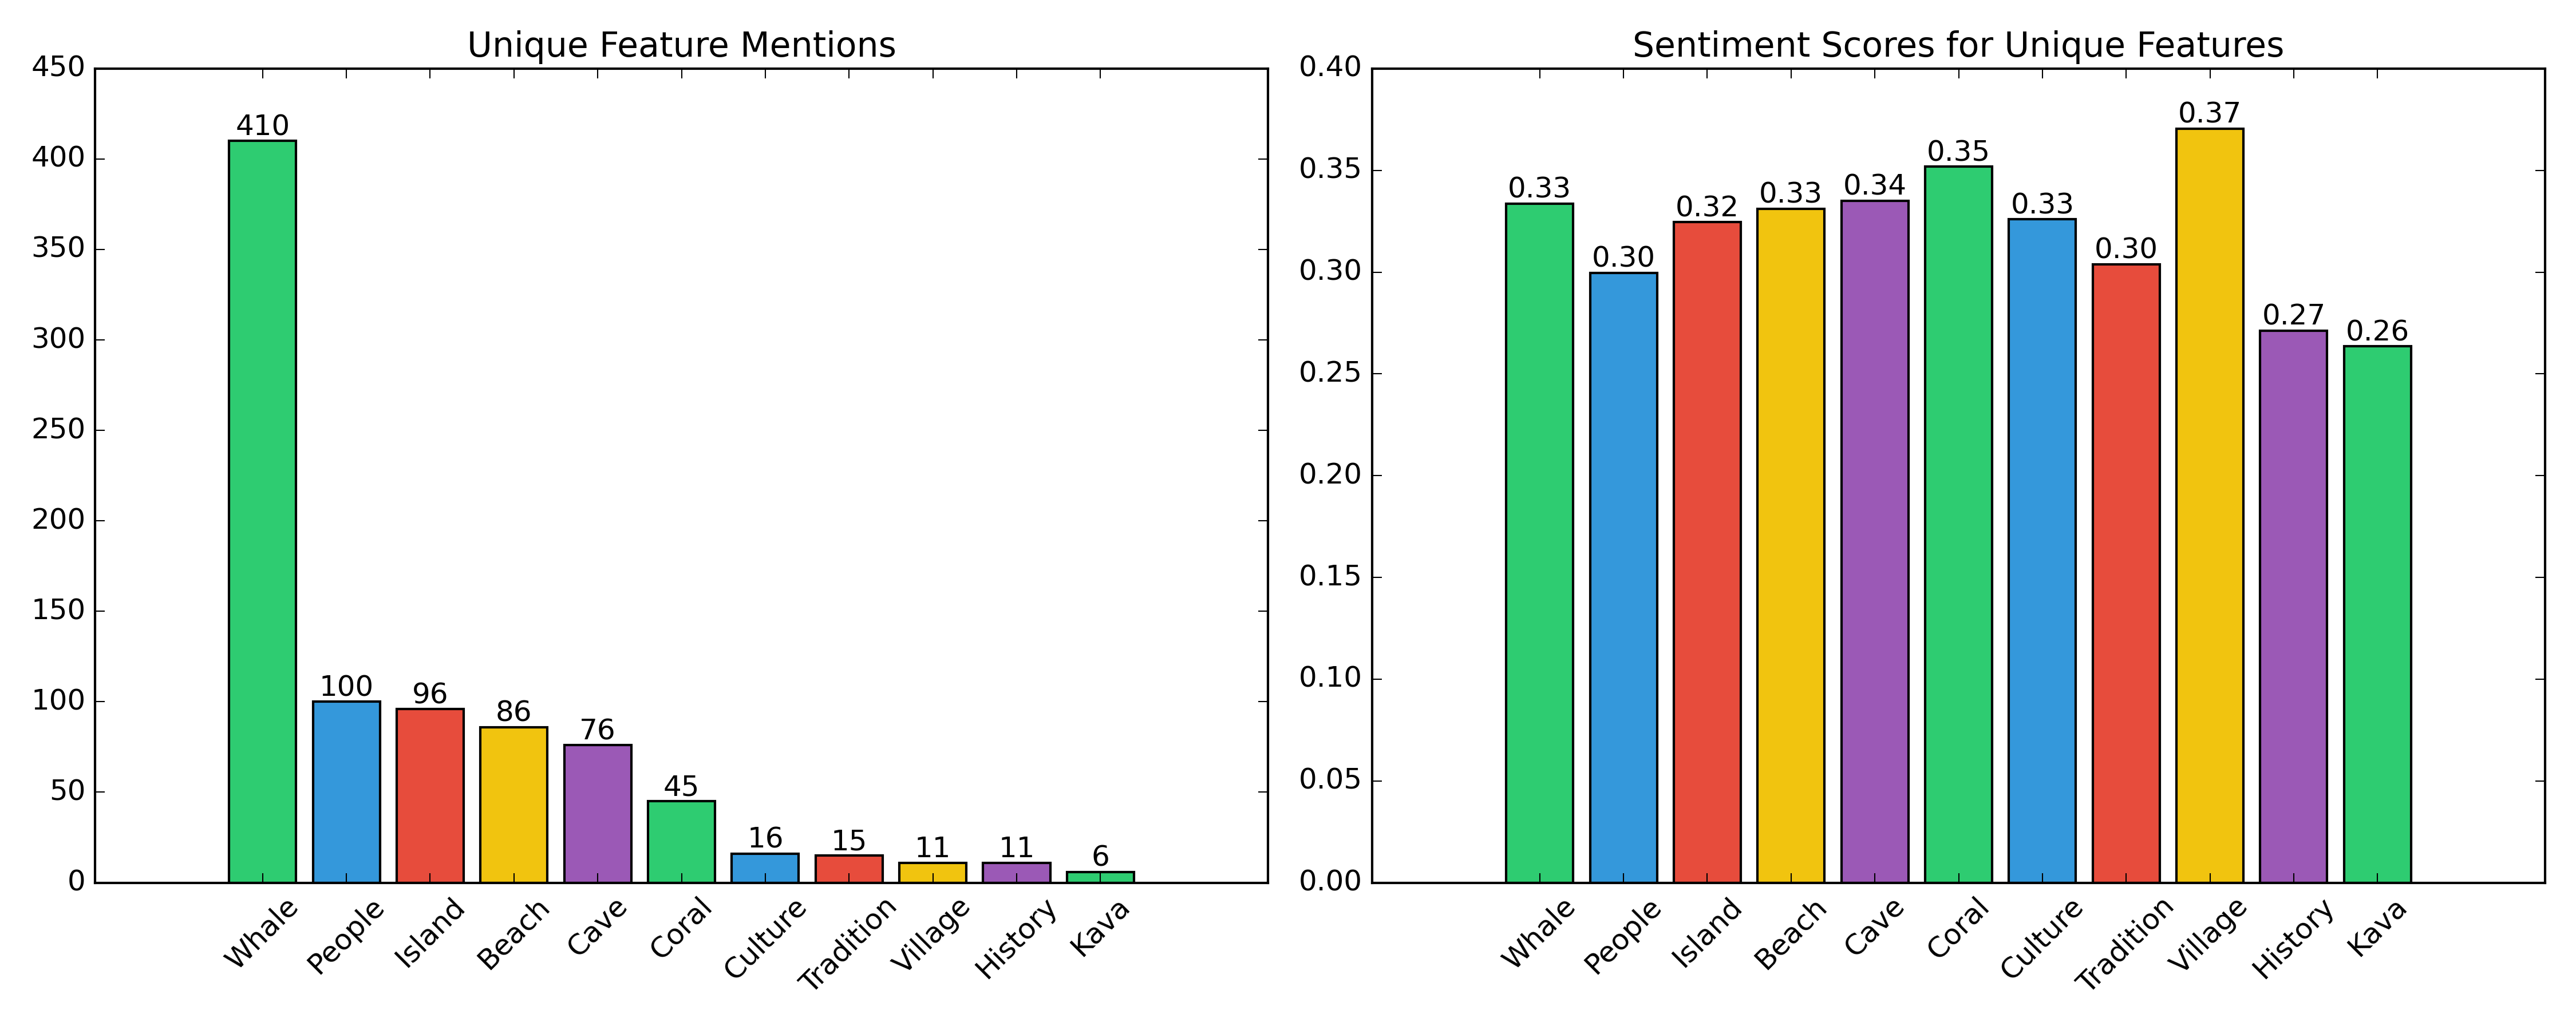 Unique Feature Mentions
450
400
350
300
250
200
150
100
50
0
410
100
96
86
76
45
16
15
11
11
6
Whale
People
Island
Beach
Cave
Coral
Culture
Tradition
Village
History
Kava
Sentiment Scores for Unique Features
0.40
0.35
0.30
0.25
0.20
0.15
0.10
0.05
0.00
0.33
0.30
0.32
0.33
0.34
0.35
0.33
0.30
0.37
0.27
0.26
Whale
People
Island
Beach
Cave
Coral
Culture
Tradition
Village
History
Kava